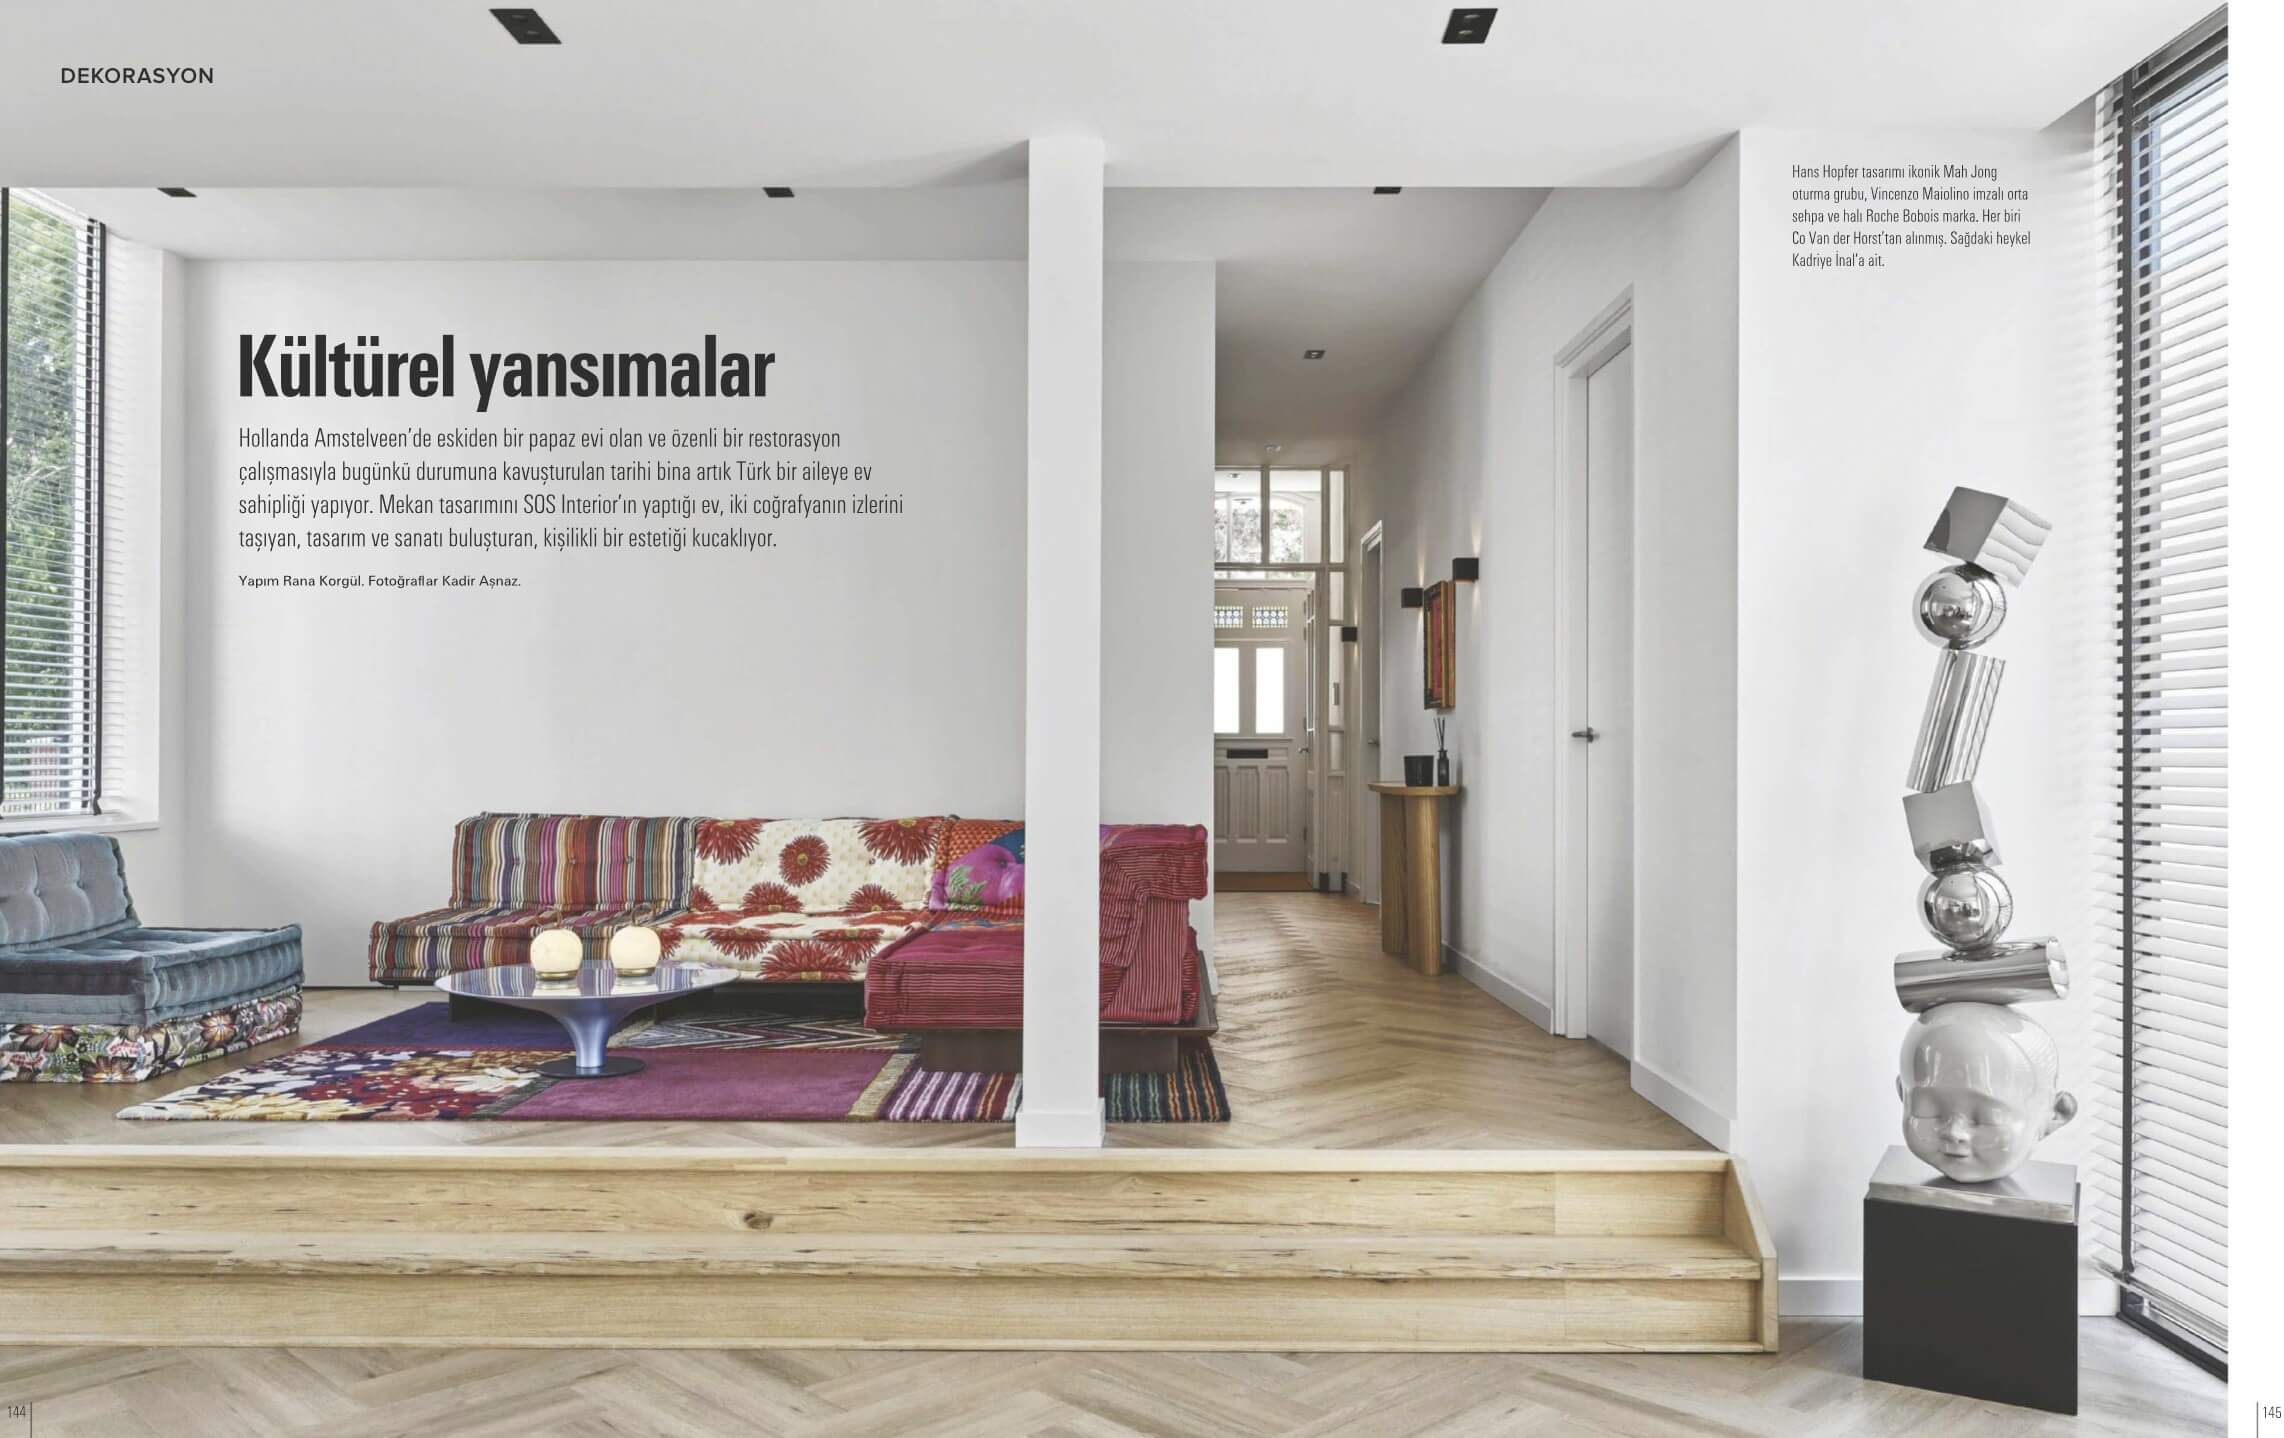 DEKORASYON
Kültürel yansımalar
Hollanda Amstelveen’de eskiden bir papaz evi olan ve özenli bir restorasyon
çalışmasıyla bugünkü durumuna kavuşturulan tarihi bina artık Türk bir aileye ev
sahipliği yapıyor. Mekan tasarımını SOS Interior’ın yaptığı ev, iki coğrafyanın izlerini
taşıyan, tasarım ve sanatı buluşturan, kişilikli bir estetiği kucaklıyor.
Yapım Rana Korgül. Fotoğraflar Kadir Aşnaz.
Hans Hopfer tasarımı ikonik Mah Jong
oturma grubu, Vincenzo Maiolino imzalı orta
sehpa ve halı Roche Bobois marka. Her biri
Co Van der Horst’tan alınmış. Sağdaki heykel
Kadriye İnal’a ait.
144
145